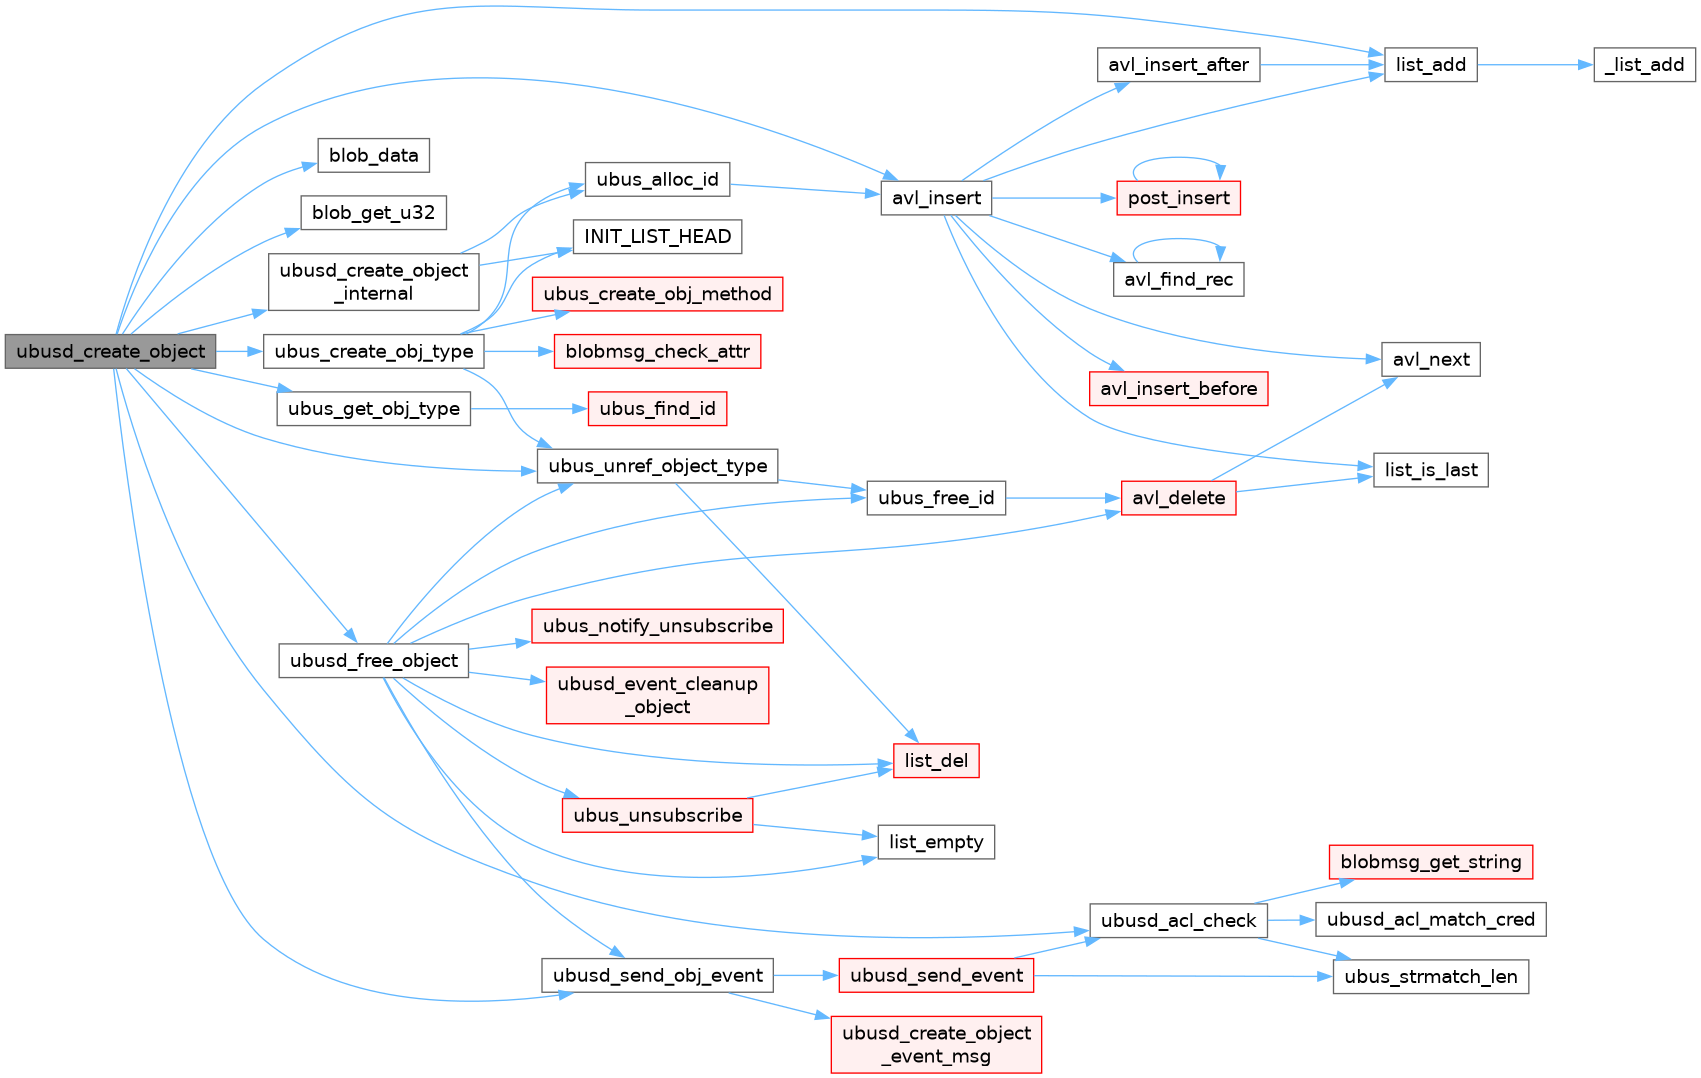 ubusd_create_object
blob_data
blob_get_u32
ubusd_create_object
_internal
ubus_create_obj_type
ubus_get_obj_type
ubusd_free_object
ubus_alloc_id
INIT_LIST_HEAD
ubus_create_obj_method
blobmsg_check_attr
ubus_find_id
ubus_unref_object_type
ubus_notify_unsubscribe
ubusd_event_cleanup
_object
ubus_unsubscribe
ubusd_send_obj_event
avl_insert
ubus_free_id
list_del
list_empty
ubusd_send_event
ubusd_create_object
_event_msg
avl_insert_after
post_insert
avl_find_rec
avl_insert_before
avl_delete
ubusd_acl_check
list_add
avl_next
list_is_last
blobmsg_get_string
ubusd_acl_match_cred
ubus_strmatch_len
_list_add